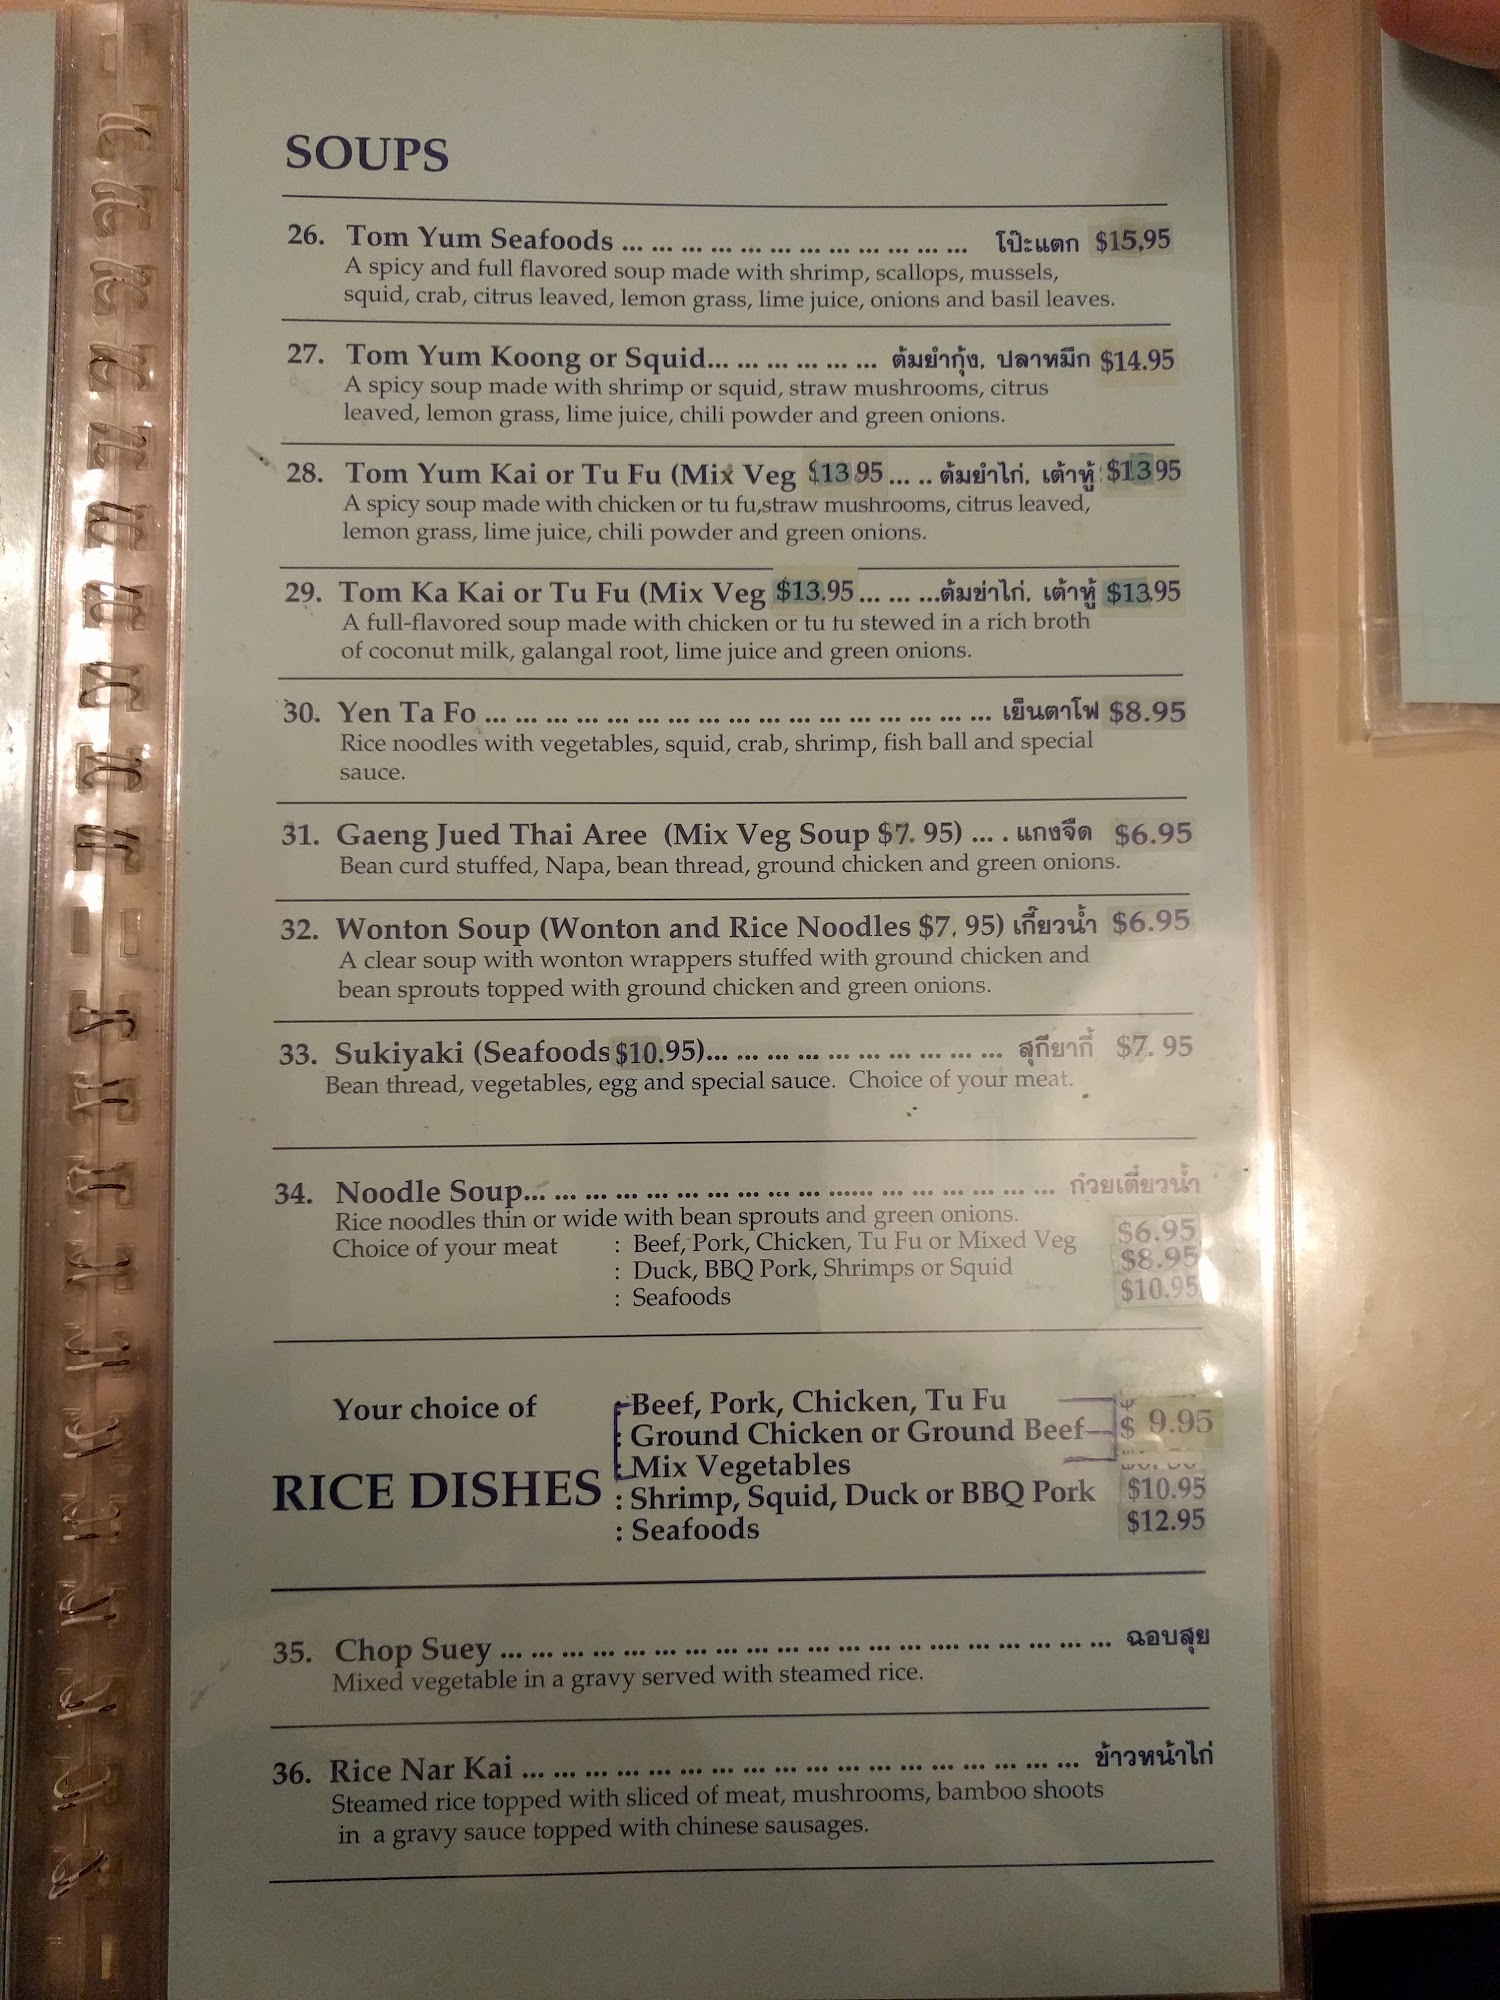 SOUPS
26. Tom Yum Seafoods ... ... ... ... ... ... ... ... ... ... ... ... โป๊ะแตก $15,95
A spicy and full flavored soup made with shrimp, scallops, mussels,
squid, crab, citrus leaved, lemon grass, lime juice, onions and basil leaves.
27. Tom Yum Koong or Squid... ... ... ... ... ... ต้มยำกุ้ง, ปลาหมึก $14.95
A spicy soup made with shrimp or squid, straw mushrooms, citrus
leaved, lemon grass, lime juice, chili powder and green onions.
28. Tom Yum Kai or Tu Fu (Mix Veg $13.95 ... .. ต้มยำไก่, เต้าหู้ $13.95
A spicy soup made with chicken or tu fu,straw mushrooms, citrus leaved,
lemon grass, lime juice, chili powder and green onions.
29. Tom Ka Kai or Tu Fu (Mix Veg $13.95 ... ... ...ต้มข่าไก่, เต้าหู้ $13.95
A full-flavored soup made with chicken or tu fu stewed in a rich broth
of coconut milk, galangal root, lime juice and green onions.
30. Yen Ta Fo ... ... ... ... ... ... ... ... ... ... ... ... ... ... ... ... ... เย็นตาโฟ $8.95
Rice noodles with vegetables, squid, crab, shrimp, fish ball and special
sauce.
31. Gaeng Jued Thai Aree (Mix Veg Soup $7. 95) ... . แกงจืด $6.95
Bean curd stuffed, Napa, bean thread, ground chicken and green onions.
32. Wonton Soup (Wonton and Rice Noodles $7. 95) เกี๊ยวน้ำ $6.95
A clear soup with wonton wrappers stuffed with ground chicken and
bean sprouts topped with ground chicken and green onions.
33. Sukiyaki (Seafoods $10.95)... ... ... ... ... ... ... ... ... ... สุกียากี้ $7. 95
Bean thread, vegetables, egg and special sauce. Choice of your meat.
34. Noodle Soup... ... ... ... ... ... ... ... ... ... ...... ... ... ... ... ... ... ... ก๋วยเตี๋ยวน้ำ
Rice noodles thin or wide with bean sprouts and green onions.
Choice of your meat : Beef, Pork, Chicken, Tu Fu or Mixed Veg $6.95
: Duck, BBQ Pork, Shrimps or Squid $8.95
: Seafoods $10.95
Your choice of Beef, Pork, Chicken, Tu Fu
: Ground Chicken or Ground Beef $ 9.95
Mix Vegetables
RICE DISHES : Shrimp, Squid, Duck or BBQ Pork $10.95
: Seafoods $12.95
35. Chop Suey ... ... ... ... ... ... ... ... ... ... ... ... ... ... .... ... ... ... ... ... ฉอบสุย
Mixed vegetable in a gravy served with steamed rice.
36. Rice Nar Kai ... ... ... ... ... ... ... ... ... ... ... ... ... ... ... ... ... ... ข้าวหน้าไก่
Steamed rice topped with sliced of meat, mushrooms, bamboo shoots
in a gravy sauce topped with chinese sausages.